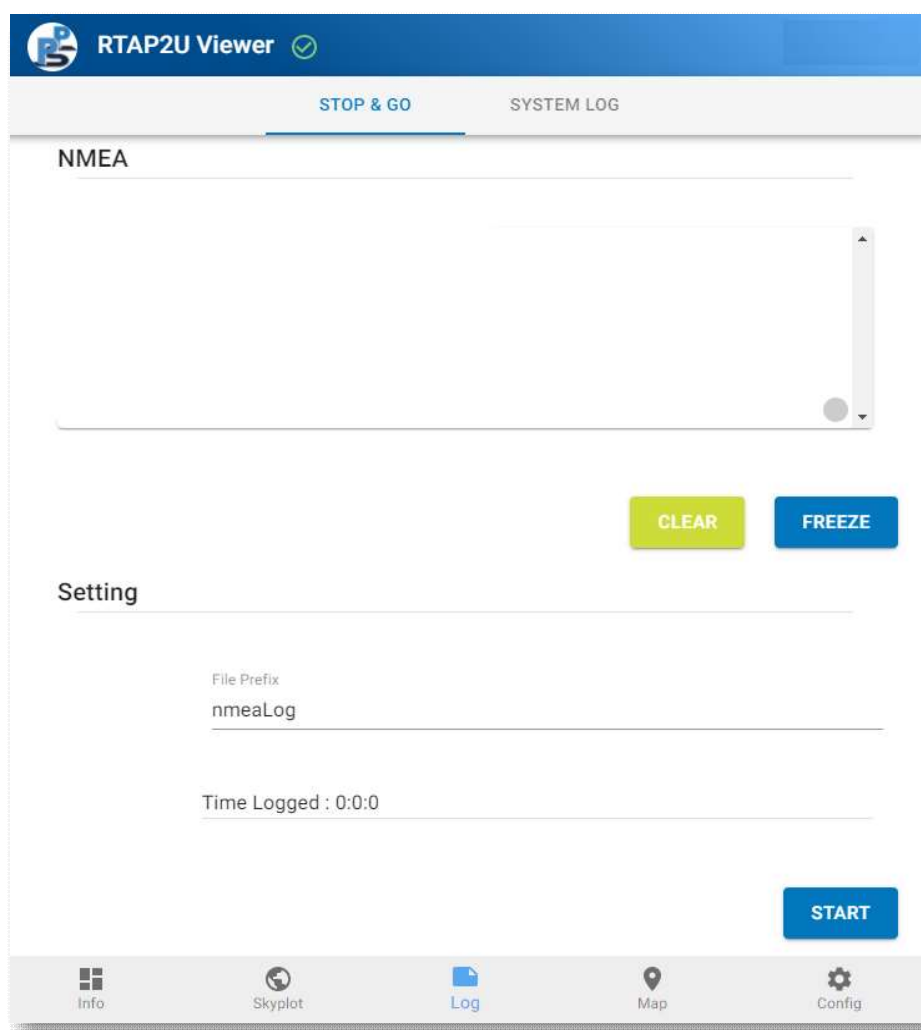 PPS
RTAP2U Viewer
STOP & GO SYSTEM LOG
NMEA
CLEAR FREEZE
Setting
File Prefix
nmeaLog
Time Logged : 0:0:0
START
Info Skyplot Log Map Config